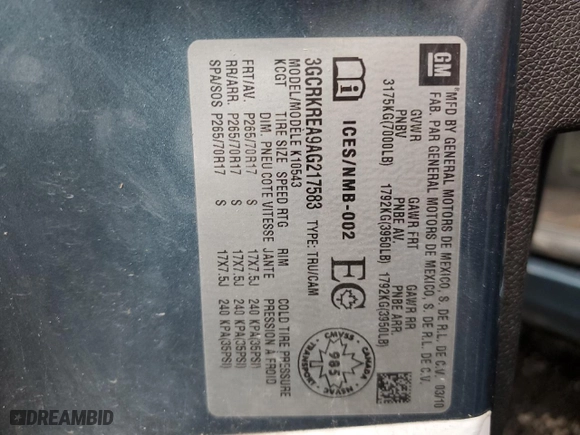 GM
MFD BY GENERAL MOTORS DE MEXICO, S. DE R.L. DE C.V. 03/10
FAB. PAR GENERAL MOTORS DE MEXICO, S. DE R.L. DE C.V.
GVWR GAWR FRT GAWR RR
PNBV PNBE AV. PNBE ARR.
3175KG(7000LB) 1792KG(3950LB) 1792KG(3950LB)
i ICES/NMB-002 EC
CMVSS CANADA TRANSPORT 985
3GCRKREA9AG217583 TYPE: TRU/CAM
MODEL/MODELE K10543
KCGT TIRE SIZE SPEED RTG RIM COLD TIRE PRESSURE
DIM. PNEU COTE VITESSE JANTE PRESSION A FROID
FRT/AV. P265/70R17 S 17X7.5J 240 KPA(35PSI)
RR/ARR. P265/70R17 S 17X7.5J 240 KPA(35PSI)
SPA/SOS P265/70R17 S 17X7.5J 240 KPA(35PSI)
DREAMBID